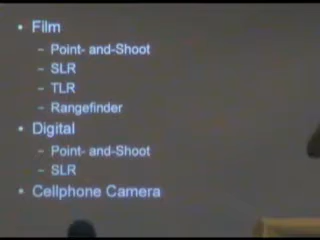 • Film
– Point- and-Shoot
– SLR
– TLR
– Rangefinder
• Digital
– Point- and-Shoot
– SLR
• Cellphone Camera